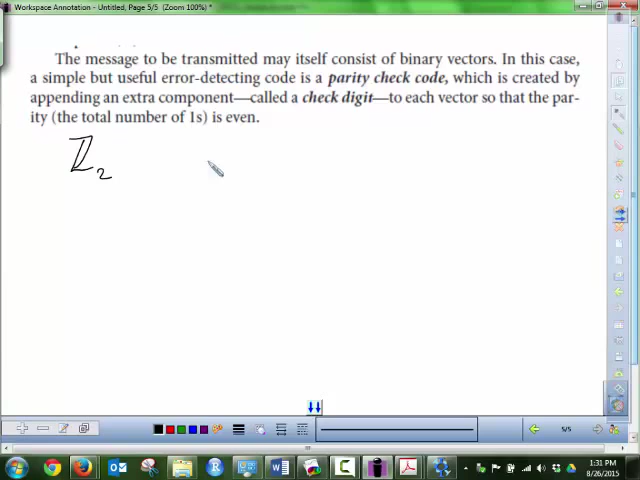 Workspace Annotation - Untitled, Page 5/5 (Zoom 100%) *
The message to be transmitted may itself consist of binary vectors. In this case,
a simple but useful error-detecting code is a parity check code, which is created by
appending an extra component—called a check digit—to each vector so that the par-
ity (the total number of 1s) is even.
ℤ₂
5/5
1:31 PM
8/26/2015